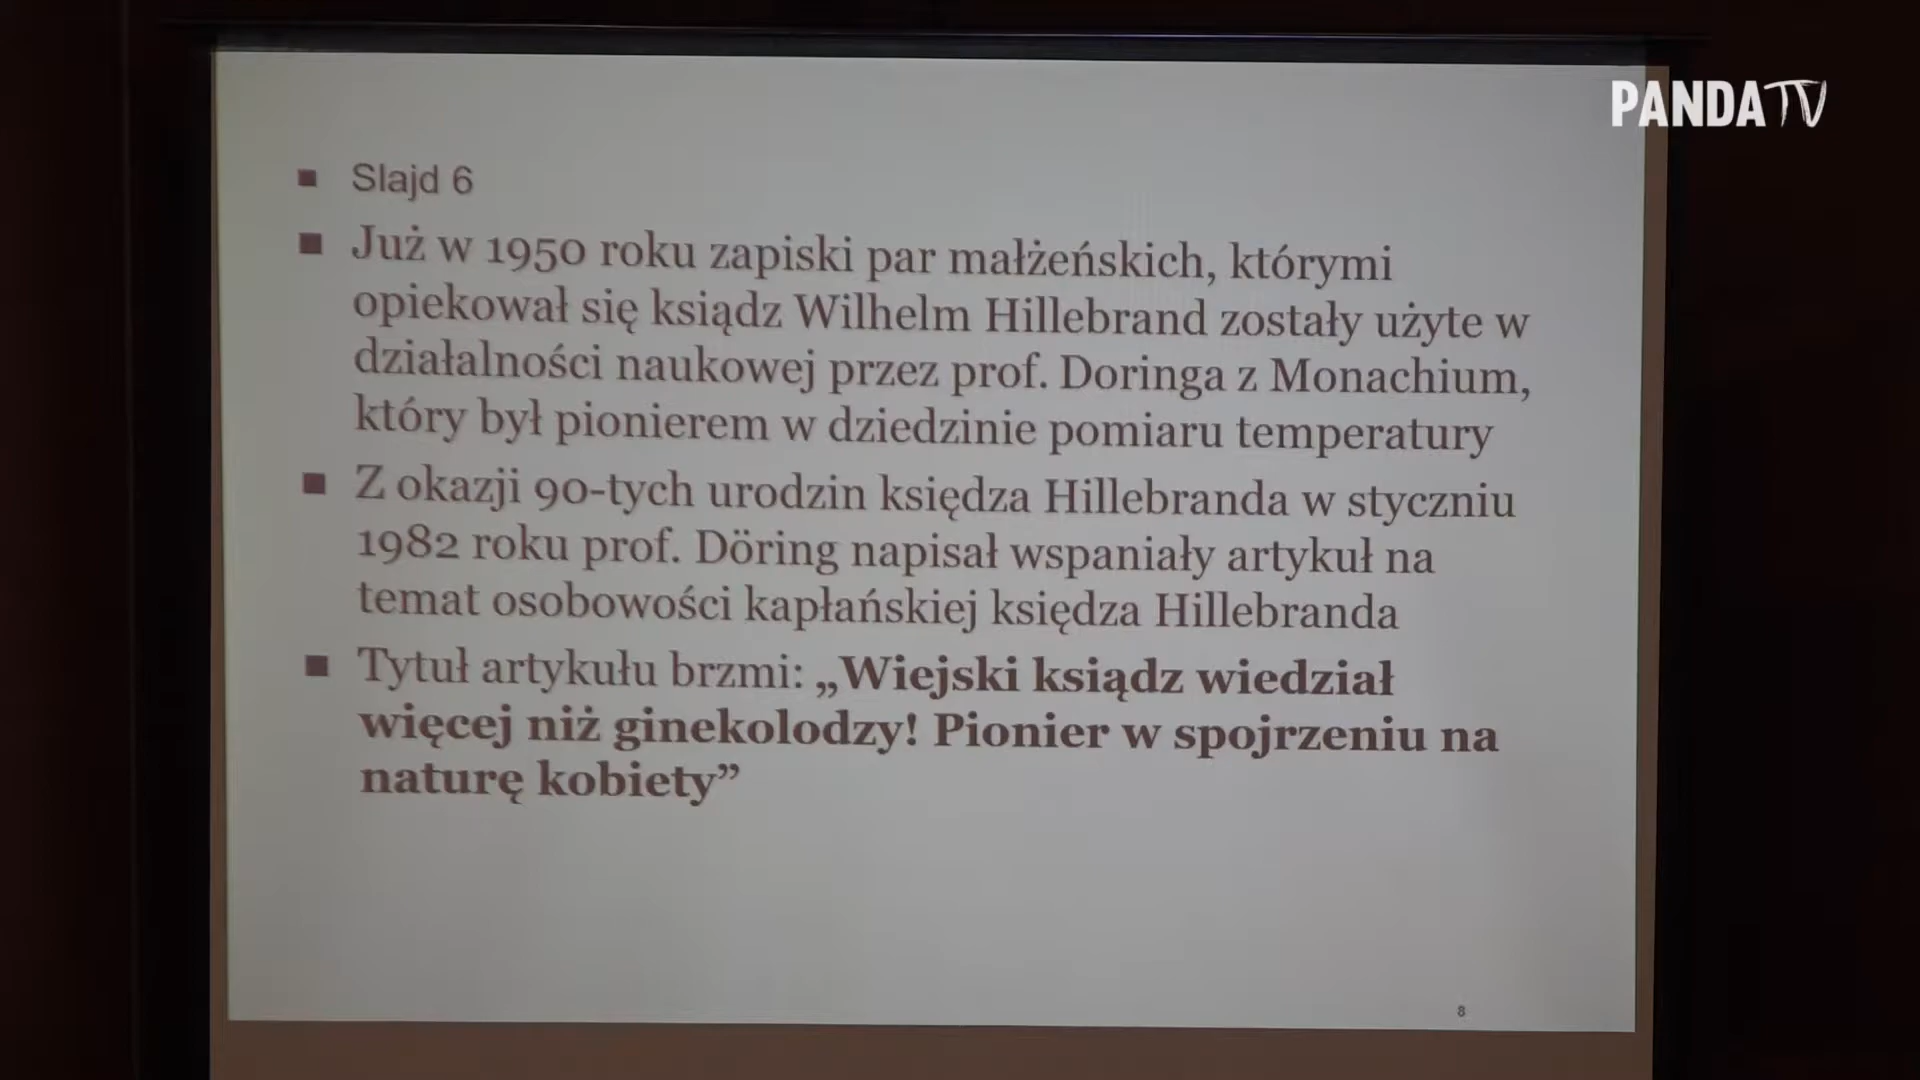 PANDA TV
Slajd 6
Już w 1950 roku zapiski par małżeńskich, którymi
opiekował się ksiądz Wilhelm Hillebrand zostały użyte w
działalności naukowej przez prof. Doringa z Monachium,
który był pionierem w dziedzinie pomiaru temperatury
Z okazji 90-tych urodzin księdza Hillebranda w styczniu
1982 roku prof. Döring napisał wspaniały artykuł na
temat osobowości kapłańskiej księdza Hillebranda
Tytuł artykułu brzmi: „Wiejski ksiądz wiedział
więcej niż ginekolodzy! Pionier w spojrzeniu na
naturę kobiety”
8